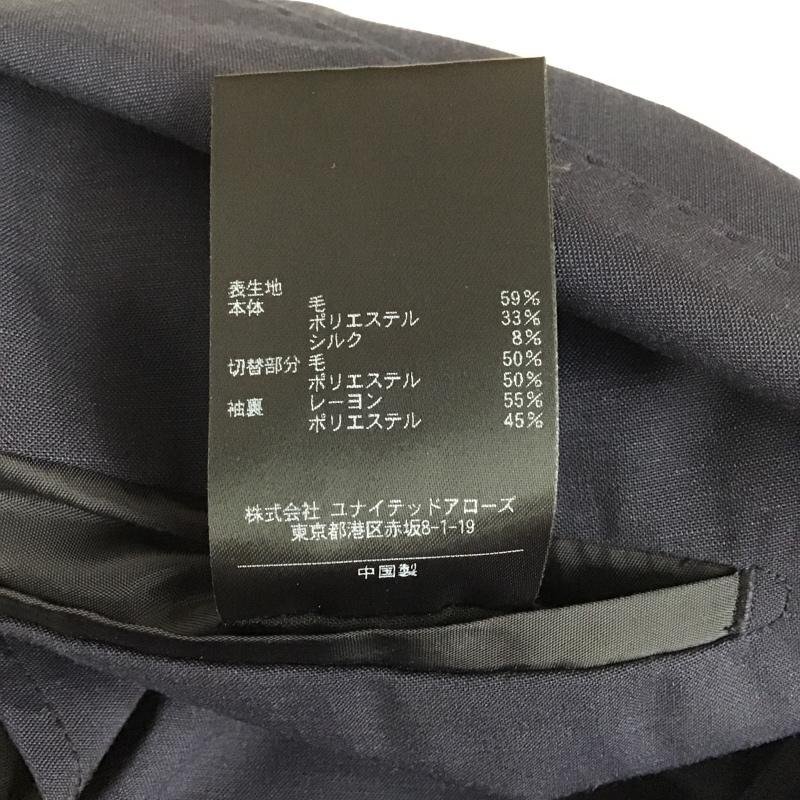 表生地
本体 毛 59%
ポリエステル 33%
シルク 8%
切替部分 毛 50%
ポリエステル 50%
袖裏 レーヨン 55%
ポリエステル 45%
株式会社 ユナイテッドアローズ
東京都港区赤坂8-1-19
中国製